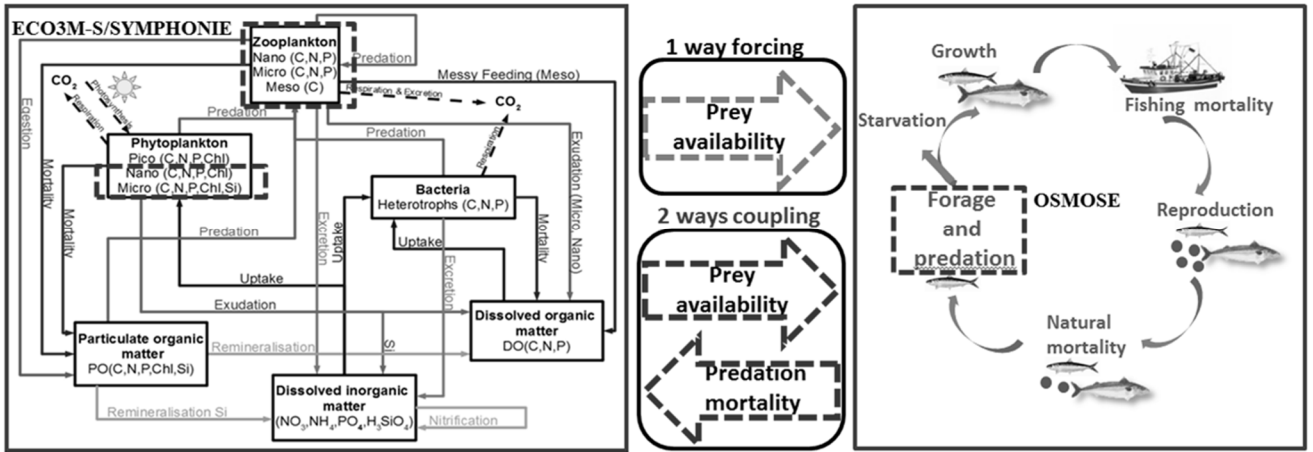 ECO3M-S/SYMPHONIE
Zooplankton
Nano (C,N,P)
Micro (C,N,P)
Meso (C)
Predation
Messy Feeding (Meso)
Respiration & Excretion
CO2
CO2
Photosynthesis
Respiration
Egestion
Mortality
Mortality
Predation
Phytoplankton
Pico (C,N,P,Chl)
Nano (C,N,P,Chl)
Micro (C,N,P,Chl,Si)
Predation
Respiration
Exudation (Micro, Nano)
Bacteria
Heterotrophs (C,N,P)
Predation
Excretion
Uptake
Uptake
Mortality
Excretion
Uptake
Exudation
Particulate organic
matter
PO(C,N,P,Chl,Si)
Remineralisation
Si
Dissolved organic
matter
DO(C,N,P)
Remineralisation Si
Dissolved inorganic
matter
(NO3,NH4,PO4,H3SiO4)
Nitrification
1 way forcing
Prey
availability
2 ways coupling
Prey
availability
Predation
mortality
Growth
Fishing mortality
Starvation
Forage
and
predation
OSMOSE
Reproduction
Natural
mortality